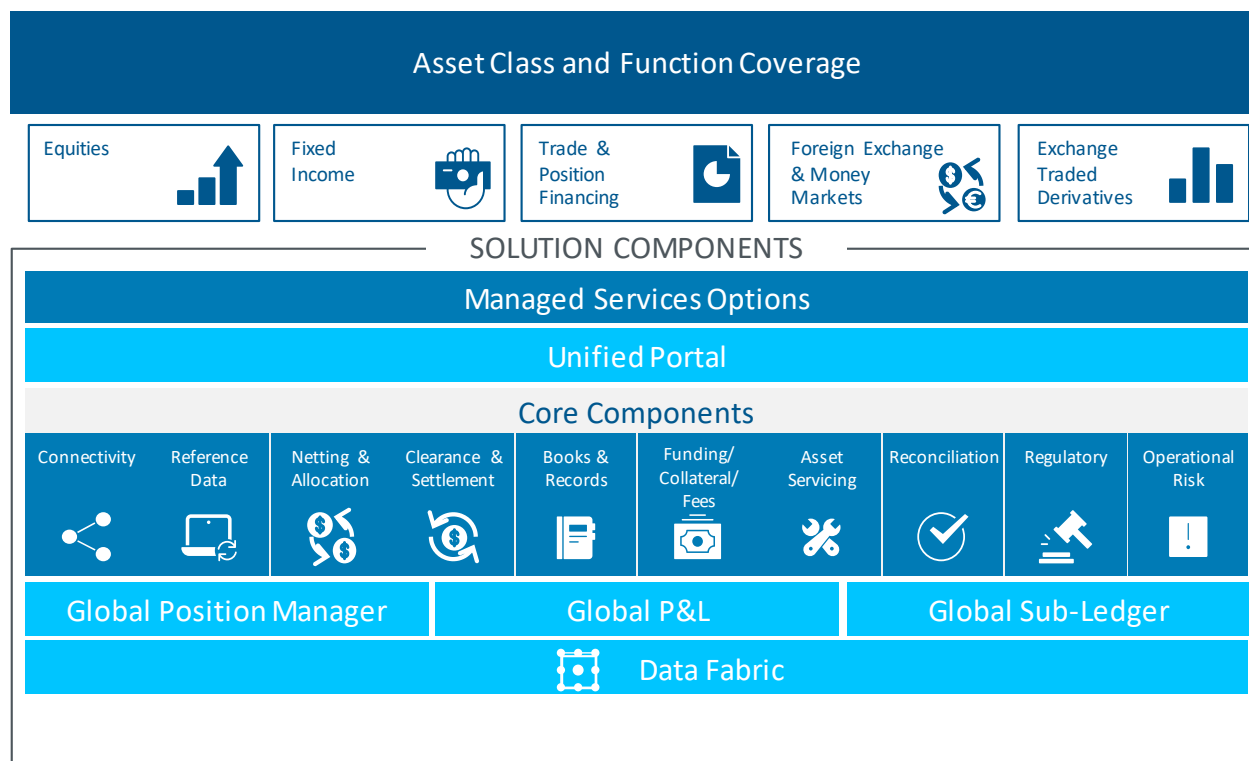 Asset Class and Function Coverage
Equities
Fixed
Income
Trade &
Position
Financing
Foreign Exchange
& Money
Markets
Exchange
Traded
Derivatives
SOLUTION COMPONENTS
Managed Services Options
Unified Portal
Core Components
Connectivity
Reference
Data
Netting &
Allocation
Clearance &
Settlement
Books &
Records
Funding/
Collateral/
Fees
Asset
Servicing
Reconciliation
Regulatory
Operational
Risk
Global Position Manager
Global P&L
Global Sub-Ledger
Data Fabric